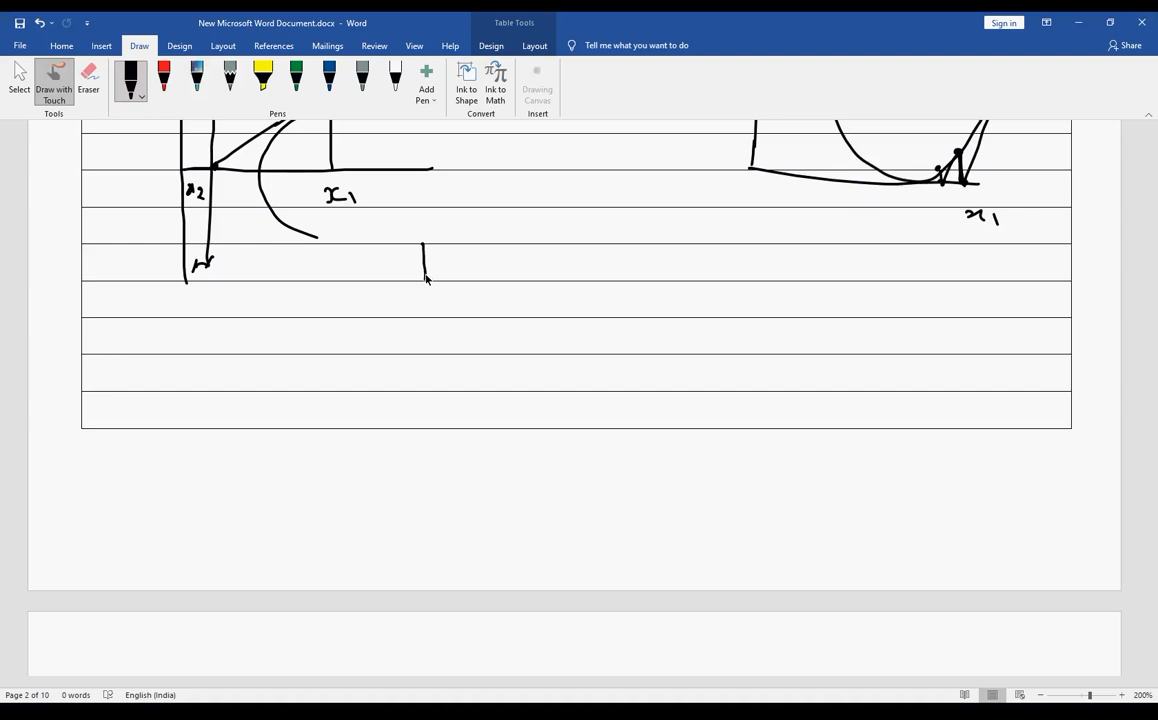 New Microsoft Word Document.docx - Word
Table Tools
Sign in
File Home Insert Draw Design Layout References Mailings Review View Help Design Layout Tell me what you want to do Share
Select
Draw with Touch
Eraser
Add Pen
Ink to Shape
Ink to Math
Drawing Canvas
Tools
Pens
Convert
Insert
x2
x1
x1
Page 2 of 10 0 words English (India) 200%